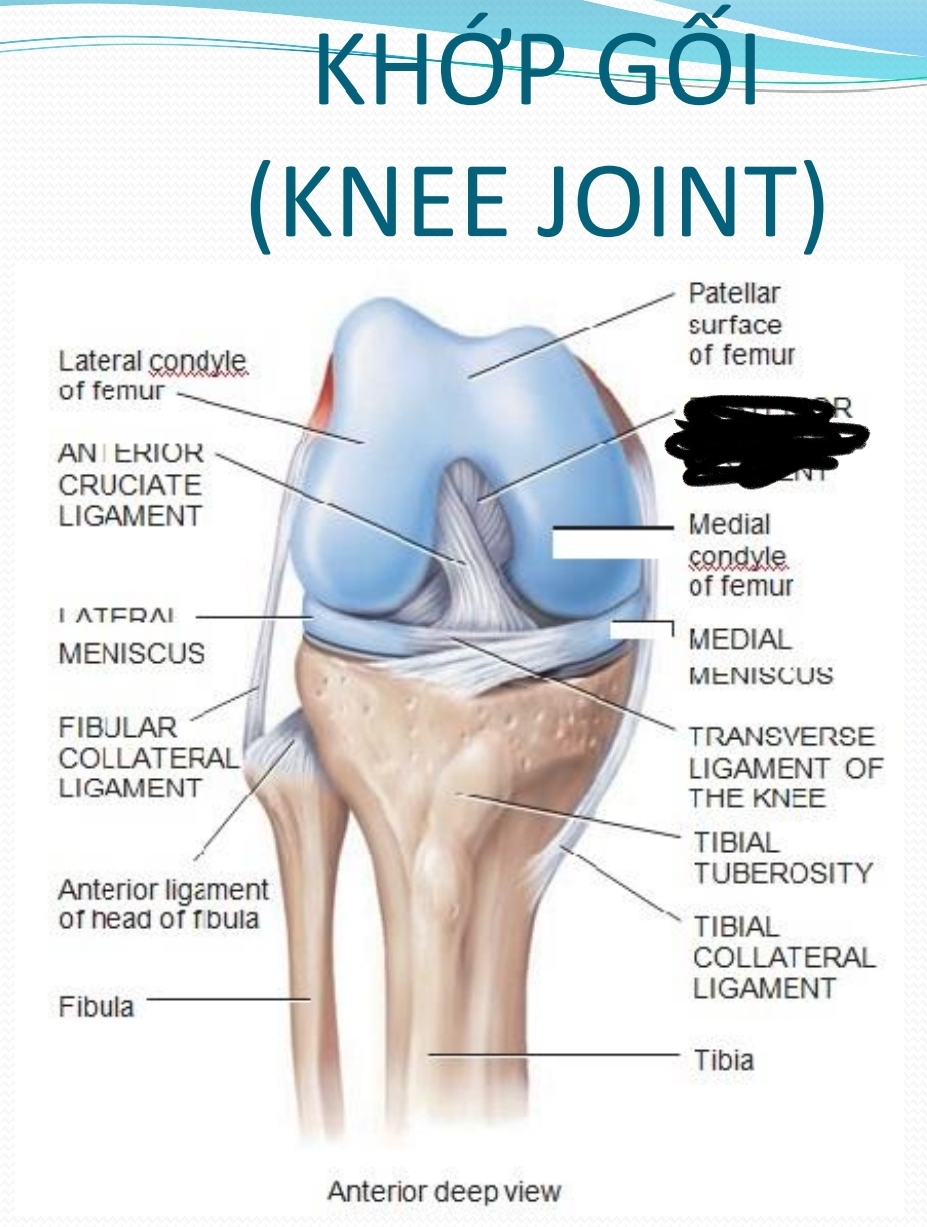 KHỚP GỐI
(KNEE JOINT)
Patellar
surface
of femur
Lateral condyle
of femur
ANTERIOR
CRUCIATE
LIGAMENT
Medial
condyle
of femur
LATERAL
MENISCUS
MEDIAL
MENISCUS
FIBULAR
COLLATERAL
LIGAMENT
TRANSVERSE
LIGAMENT OF
THE KNEE
TIBIAL
TUBEROSITY
Anterior ligament
of head of fibula
TIBIAL
COLLATERAL
LIGAMENT
Fibula
Tibia
Anterior deep view